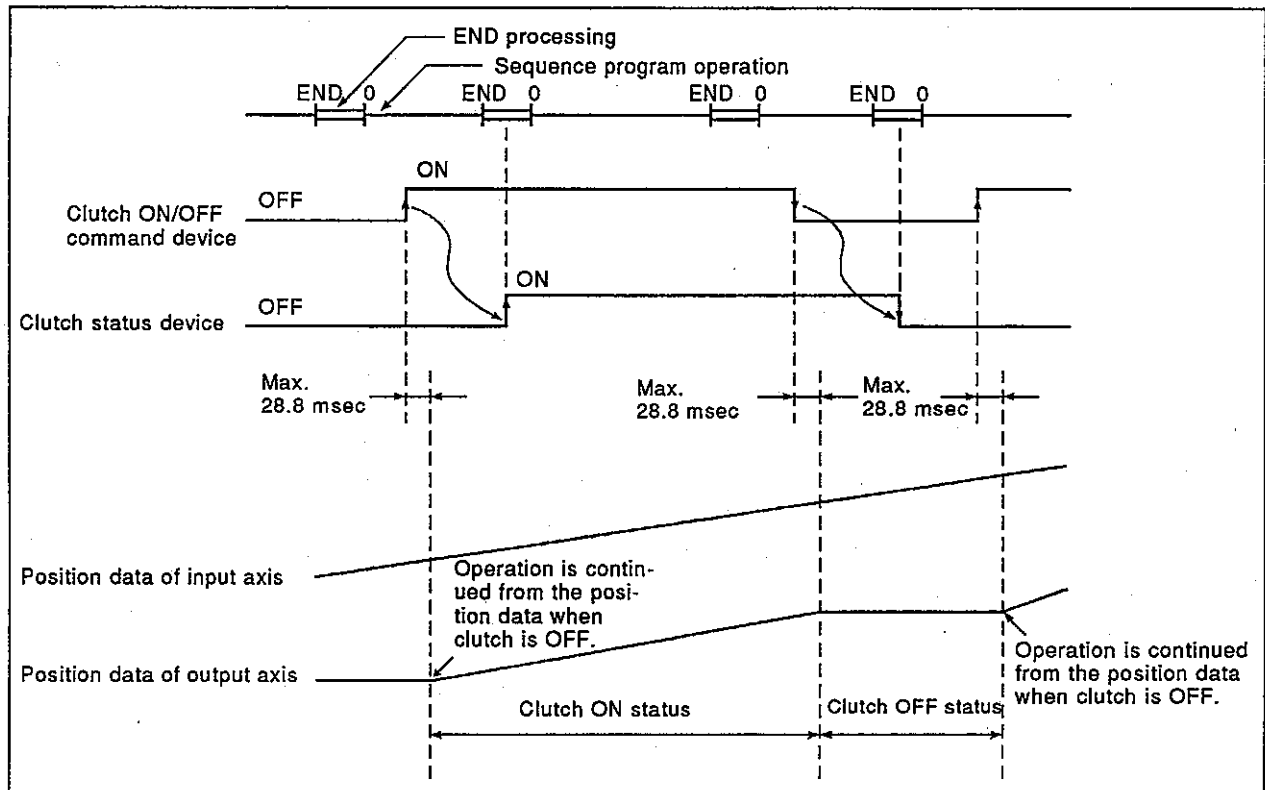 END processing
Sequence program operation
END 0 END 0 END 0 END 0
ON
OFF
Clutch ON/OFF
command device
ON
OFF
Clutch status device
Max.
28.8 msec
Max.
28.8 msec
Max.
28.8 msec
Position data of input axis
Operation is contin-
ued from the posi-
tion data when
clutch is OFF.
Position data of output axis
Operation is continued
from the position data
when clutch is OFF.
Clutch ON status
Clutch OFF status